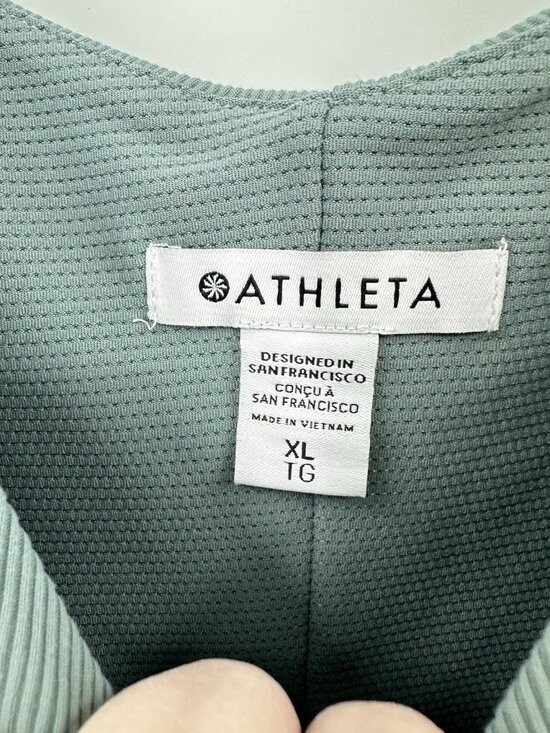 ATHLETA
DESIGNED IN
SAN FRANCISCO
CONÇU À
SAN FRANCISCO
MADE IN VIETNAM
XL
TG